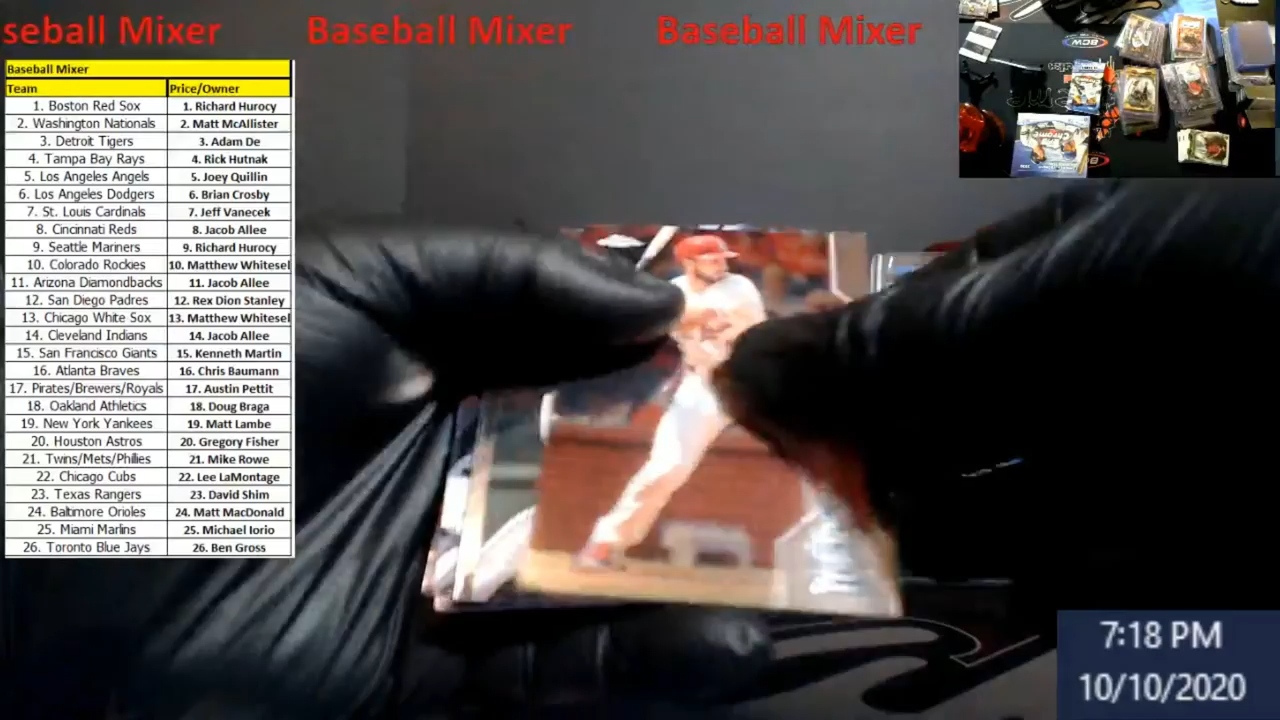 seball Mixer Baseball Mixer Baseball Mixer
Baseball Mixer
Team Price/Owner
1. Boston Red Sox 1. Richard Hurocy
2. Washington Nationals 2. Matt McAllister
3. Detroit Tigers 3. Adam De
4. Tampa Bay Rays 4. Rick Hutnak
5. Los Angeles Angels 5. Joey Quillin
6. Los Angeles Dodgers 6. Brian Crosby
7. St. Louis Cardinals 7. Jeff Vanecek
8. Cincinnati Reds 8. Jacob Allee
9. Seattle Mariners 9. Richard Hurocy
10. Colorado Rockies 10. Matthew Whitesel
11. Arizona Diamondbacks 11. Jacob Allee
12. San Diego Padres 12. Rex Dion Stanley
13. Chicago White Sox 13. Matthew Whitesel
14. Cleveland Indians 14. Jacob Allee
15. San Francisco Giants 15. Kenneth Martin
16. Atlanta Braves 16. Chris Baumann
17. Pirates/Brewers/Royals 17. Austin Pettit
18. Oakland Athletics 18. Doug Braga
19. New York Yankees 19. Matt Lambe
20. Houston Astros 20. Gregory Fisher
21. Twins/Mets/Phillies 21. Mike Rowe
22. Chicago Cubs 22. Lee LaMontage
23. Texas Rangers 23. David Shim
24. Baltimore Orioles 24. Matt MacDonald
25. Miami Marlins 25. Michael Iorio
26. Toronto Blue Jays 26. Ben Gross
7:18 PM
10/10/2020